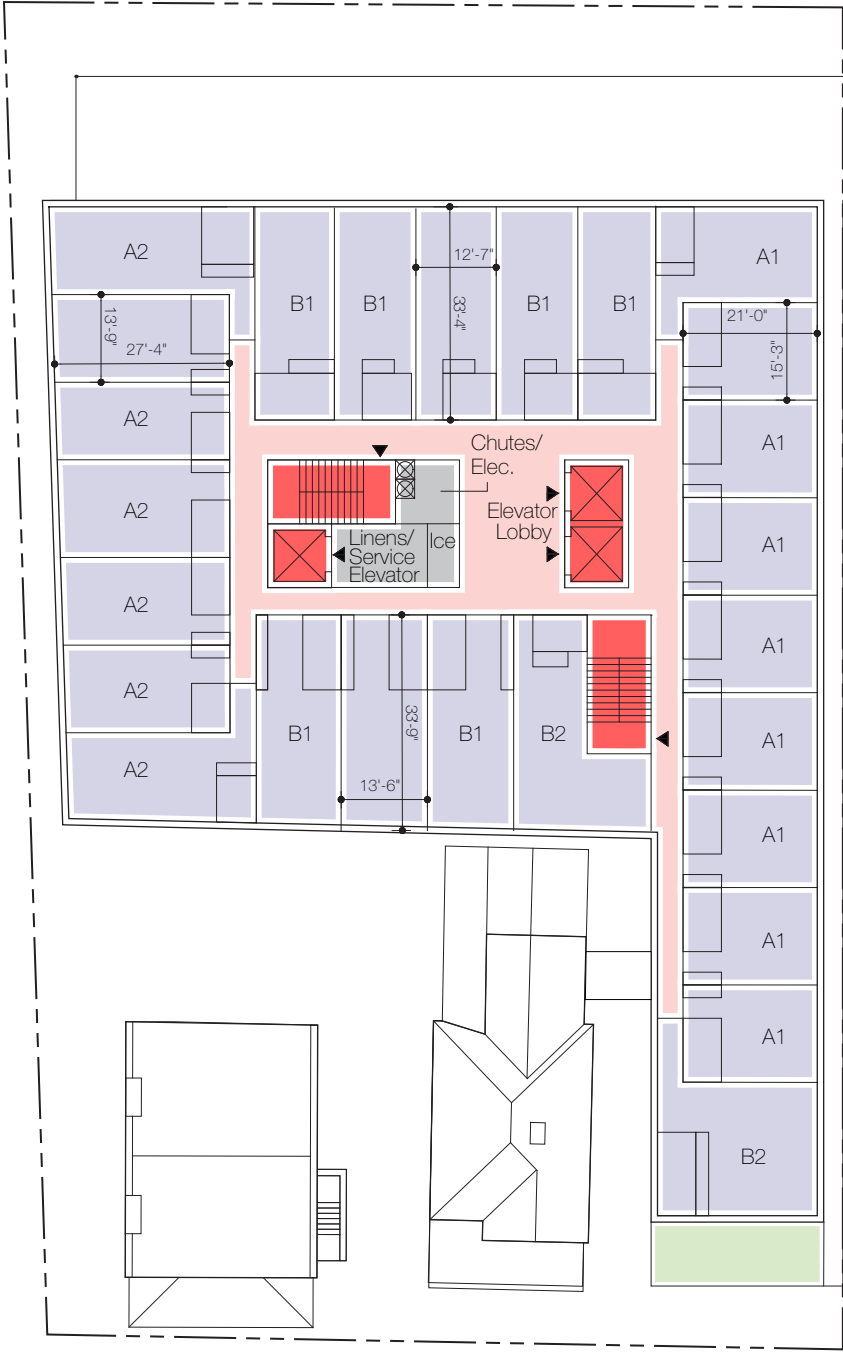 A2
A1
12'-7"
B1
B1
33'-4"
B1
B1
13'-9"
27'-4"
21'-0"
15'-3"
A2
Chutes/
Elec.
A1
A2
Elevator
Lobby
Linens/
Service
Elevator
Ice
A1
A2
A1
A2
B1
33'-9"
B1
B2
A1
A2
13'-6"
A1
A1
A1
B2